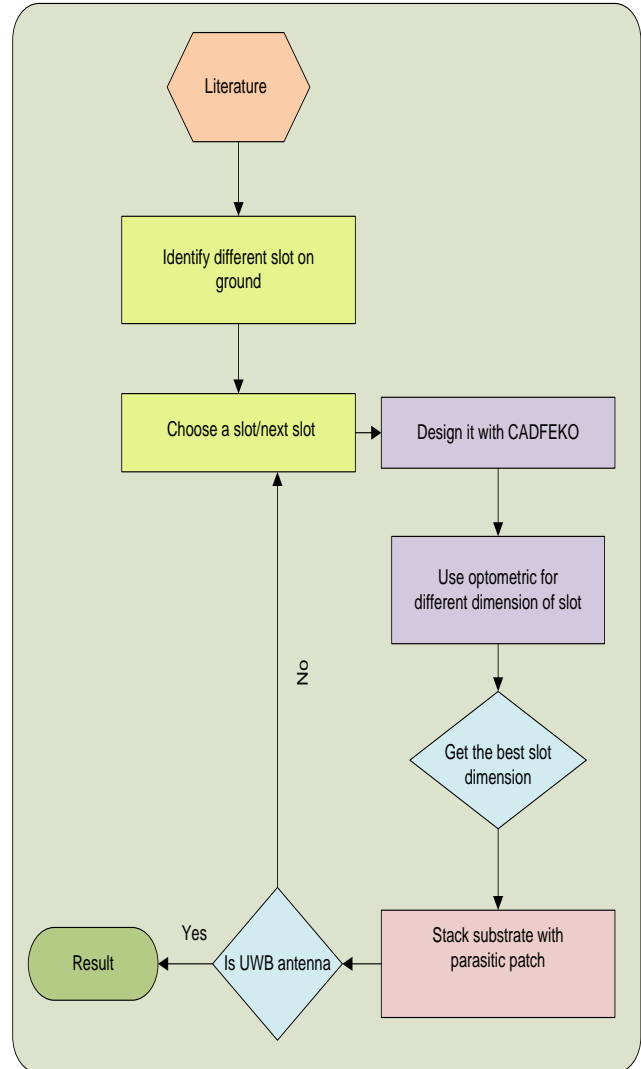 Literature
Identify different slot on
ground
Choose a slot/next slot
Design it with CADFEKO
Use optometric for
different dimension of slot
No
Get the best slot
dimension
Stack substrate with
parasitic patch
Is UWB antenna
Yes
Result